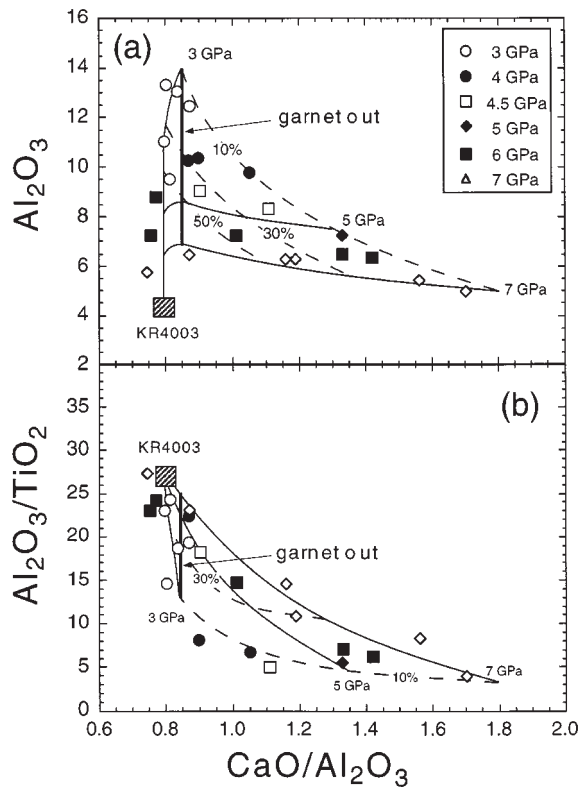 16
14
12
10
8
6
4
2
Al₂O₃
(a)
3 GPa
garnet out
10%
50%
30%
5 GPa
7 GPa
KR4003
3 GPa
4 GPa
4.5 GPa
5 GPa
6 GPa
7 GPa
35
30
25
20
15
10
5
0
Al₂O₃/TiO₂
(b)
KR4003
garnet out
30%
3 GPa
5 GPa
10%
7 GPa
0.6 0.8 1.0 1.2 1.4 1.6 1.8 2.0
CaO/Al₂O₃